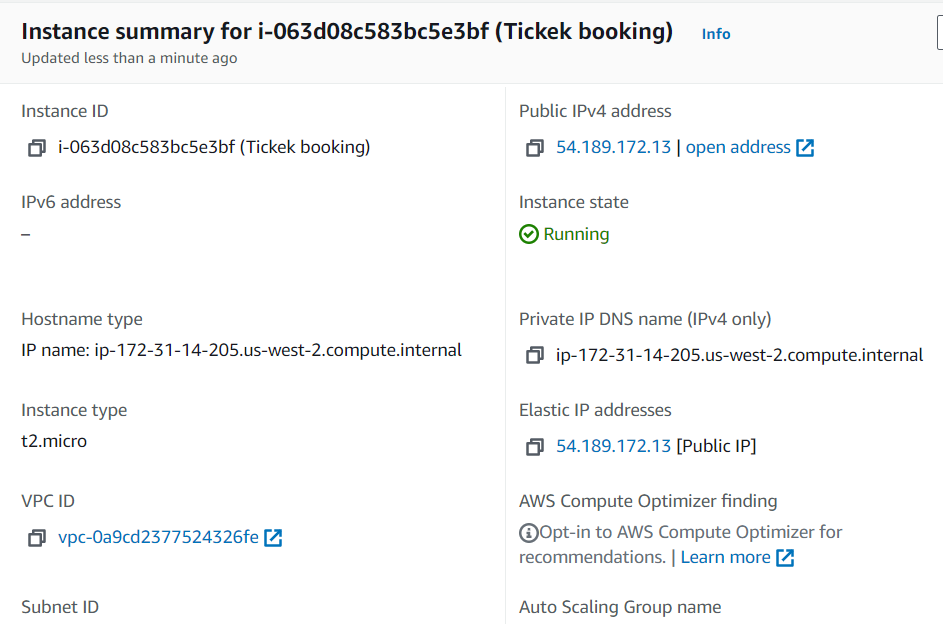 Instance summary for i-063d08c583bc5e3bf (Tickek booking) Info
Updated less than a minute ago
Instance ID
i-063d08c583bc5e3bf (Tickek booking)
Public IPv4 address
54.189.172.13 | open address
IPv6 address
–
Instance state
Running
Hostname type
IP name: ip-172-31-14-205.us-west-2.compute.internal
Private IP DNS name (IPv4 only)
ip-172-31-14-205.us-west-2.compute.internal
Instance type
t2.micro
Elastic IP addresses
54.189.172.13 [Public IP]
VPC ID
vpc-0a9cd2377524326fe
AWS Compute Optimizer finding
Opt-in to AWS Compute Optimizer for
recommendations. | Learn more
Subnet ID
Auto Scaling Group name